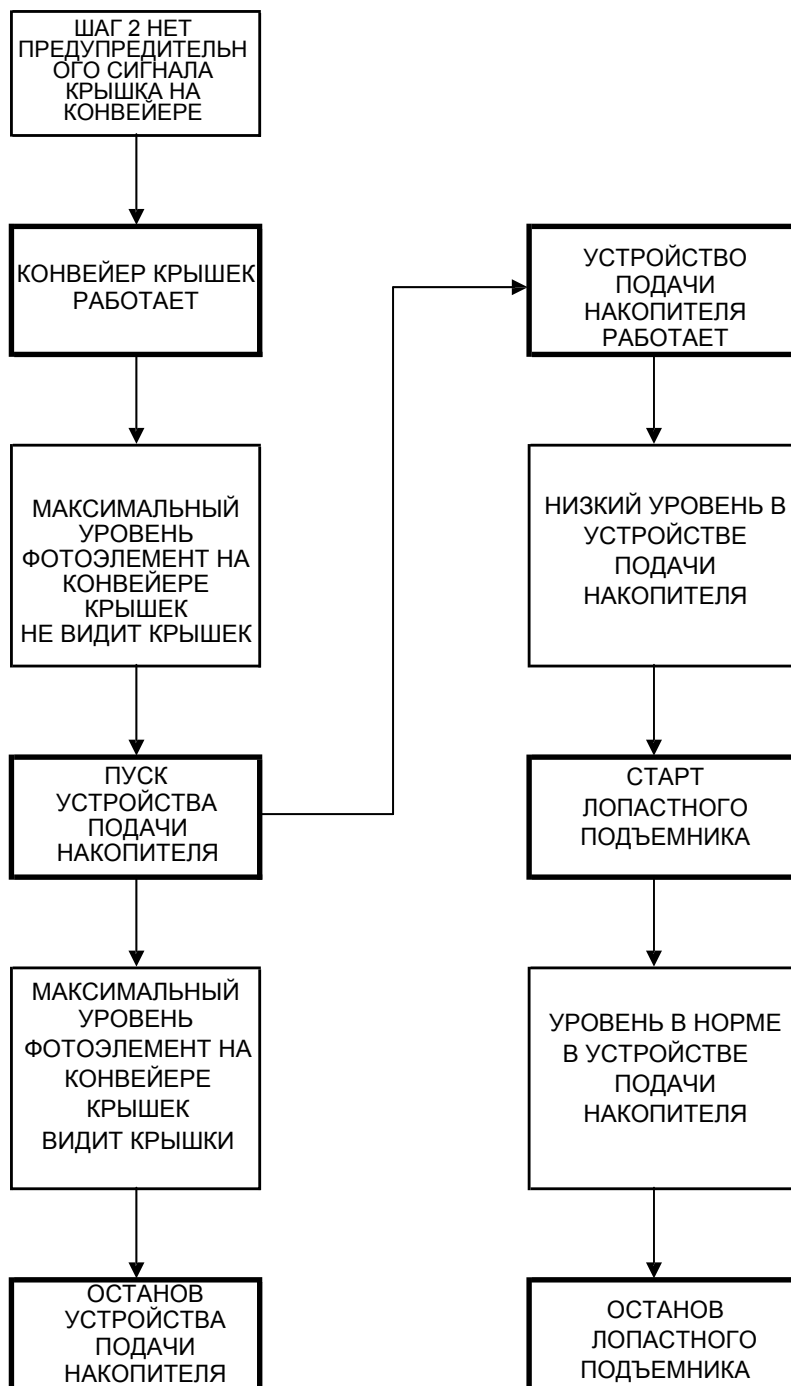 ШАГ 2 НЕТ
ПРЕДУПРЕДИТЕЛЬН
ОГО СИГНАЛА
КРЫШКА НА
КОНВЕЙЕРЕ
КОНВЕЙЕР КРЫШЕК
РАБОТАЕТ
МАКСИМАЛЬНЫЙ
УРОВЕНЬ
ФОТОЭЛЕМЕНТ НА
КОНВЕЙЕРЕ
КРЫШЕК
НЕ ВИДИТ КРЫШЕК
ПУСК
УСТРОЙСТВА
ПОДАЧИ
НАКОПИТЕЛЯ
МАКСИМАЛЬНЫЙ
УРОВЕНЬ
ФОТОЭЛЕМЕНТ НА
КОНВЕЙЕРЕ
КРЫШЕК
ВИДИТ КРЫШКИ
ОСТАНОВ
УСТРОЙСТВА
ПОДАЧИ
НАКОПИТЕЛЯ
УСТРОЙСТВО
ПОДАЧИ
НАКОПИТЕЛЯ
РАБОТАЕТ
НИЗКИЙ УРОВЕНЬ В
УСТРОЙСТВЕ
ПОДАЧИ
НАКОПИТЕЛЯ
СТАРТ
ЛОПАСТНОГО
ПОДЪЕМНИКА
УРОВЕНЬ В НОРМЕ
В УСТРОЙСТВЕ
ПОДАЧИ
НАКОПИТЕЛЯ
ОСТАНОВ
ЛОПАСТНОГО
ПОДЪЕМНИКА